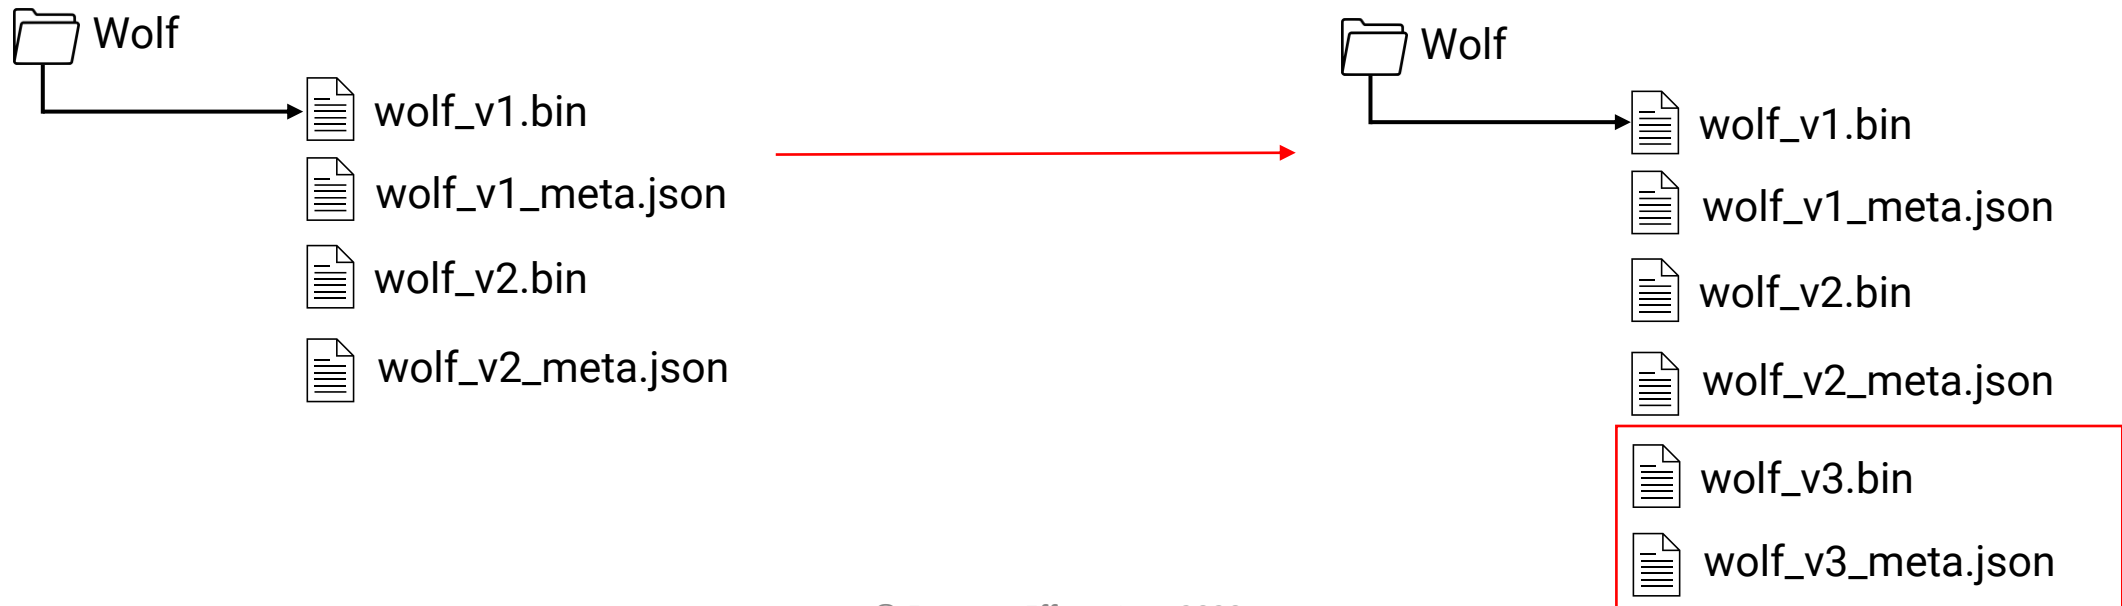 Wolf
wolf_v1.bin
wolf_v1_meta.json
wolf_v2.bin
wolf_v2_meta.json
Wolf
wolf_v1.bin
wolf_v1_meta.json
wolf_v2.bin
wolf_v2_meta.json
wolf_v3.bin
wolf_v3_meta.json